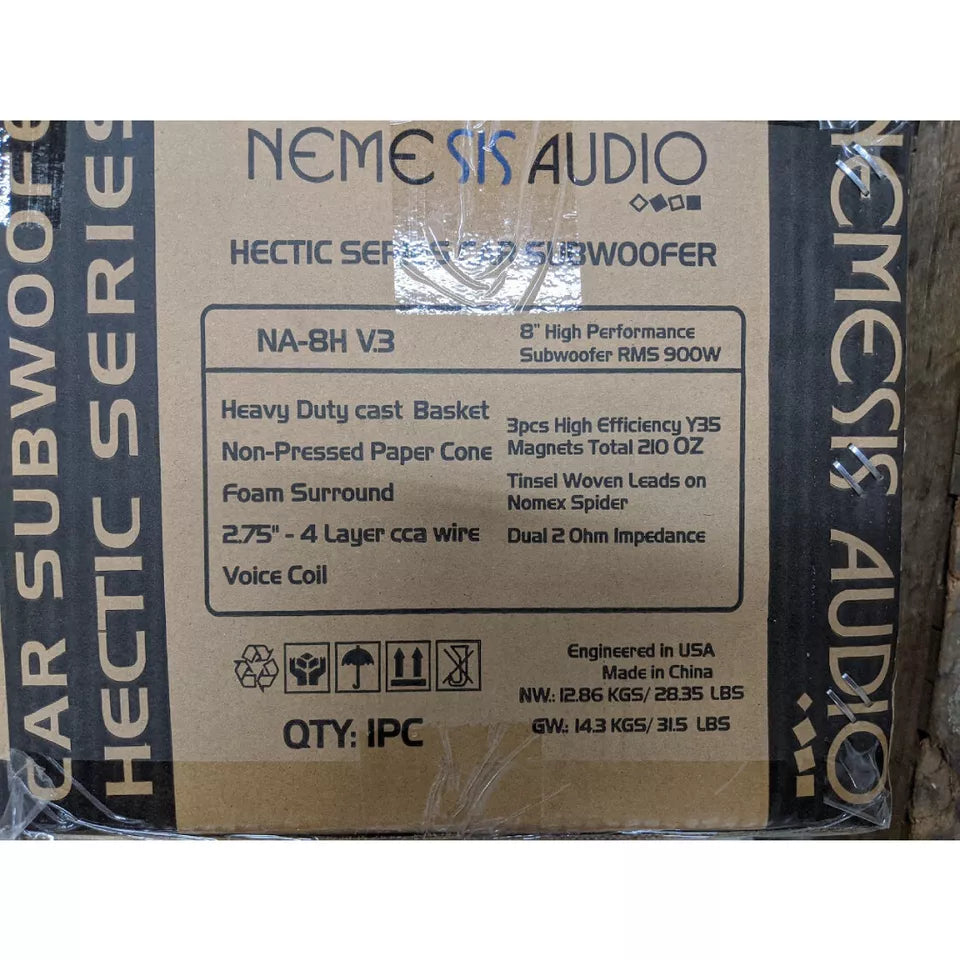 CAR SUBWOOFE
HECTIC SERIES
NEMESIS AUDIO
HECTIC SERIES CAR SUBWOOFER
NA-8H V.3
8" High Performance
Subwoofer RMS 900W
Heavy Duty cast Basket
Non-Pressed Paper Cone
Foam Surround
2.75" - 4 Layer cca wire
Voice Coil
3pcs High Efficiency Y35
Magnets Total 210 OZ
Tinsel Woven Leads on
Nomex Spider
Dual 2 Ohm Impedance
Engineered in USA
Made in China
NW.: 12.86 KGS/ 28.35 LBS
GW.: 14.3 KGS/ 31.5 LBS
QTY: 1PC
NEMESIS AUDIO